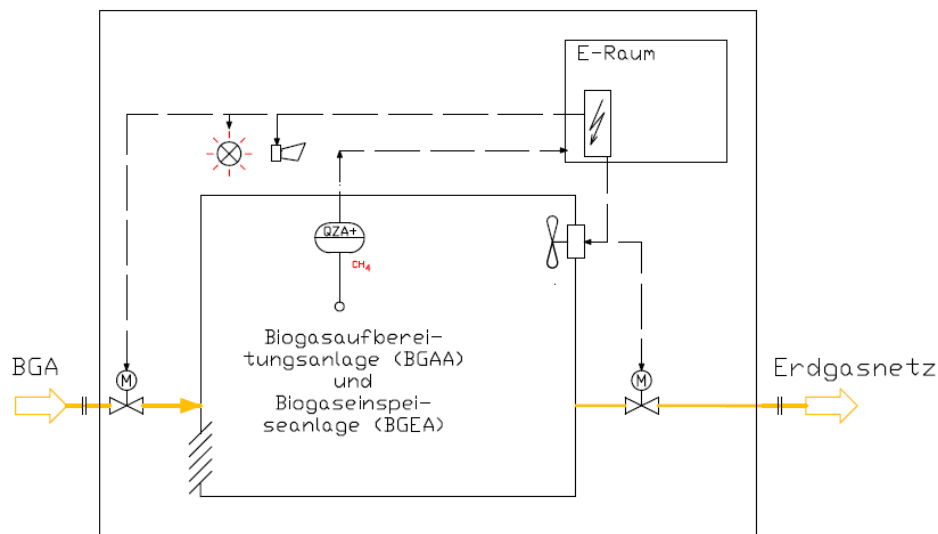 E-Raum
QZA+
CH₄
Biogasaufberei-
tungsanlage (BGAA)
und
Biogaseinspei-
seanlage (BGEA)
BGA
M
M
Erdgasnetz